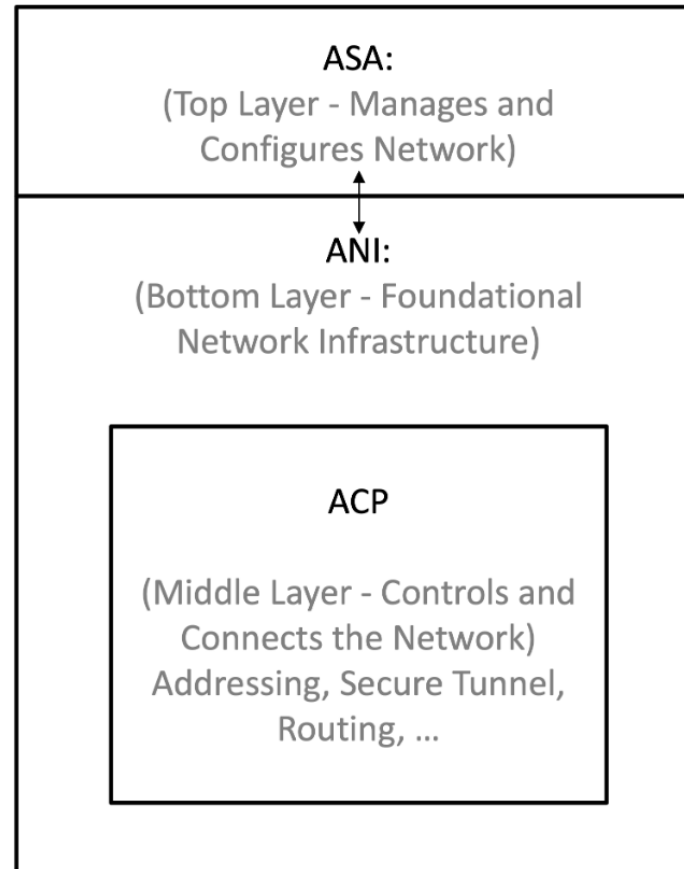 ASA:
(Top Layer - Manages and
Configures Network)
ANI:
(Bottom Layer - Foundational
Network Infrastructure)
ACP
(Middle Layer - Controls and
Connects the Network)
Addressing, Secure Tunnel,
Routing, ...